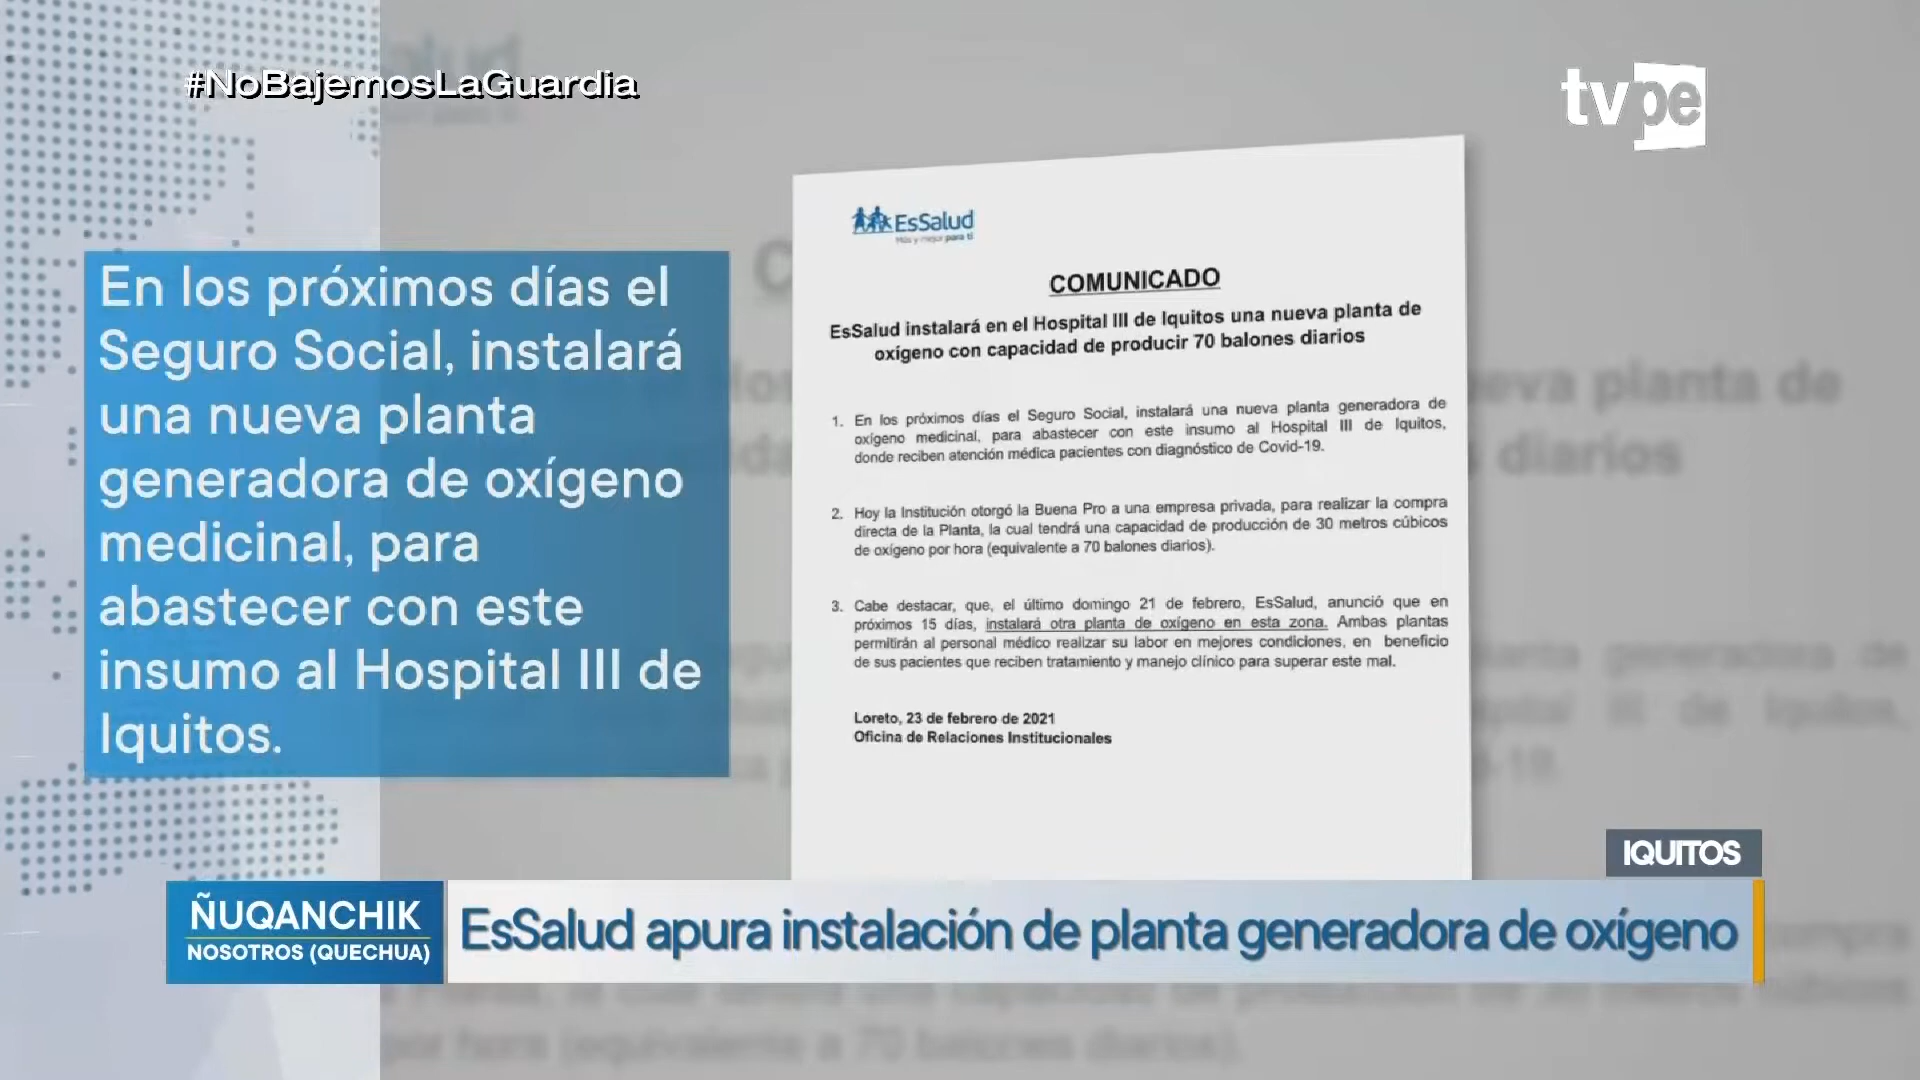 #NoBajemosLaGuardia
tvpe
En los próximos días el
Seguro Social, instalará
una nueva planta
generadora de oxígeno
medicinal, para
abastecer con este
insumo al Hospital III de
Iquitos.
EsSalud
Más y mejor para ti
COMUNICADO
EsSalud instalará en el Hospital III de Iquitos una nueva planta de
oxígeno con capacidad de producir 70 balones diarios
1. En los próximos días el Seguro Social, instalará una nueva planta generadora de
oxígeno medicinal, para abastecer con este insumo al Hospital III de Iquitos,
donde reciben atención médica pacientes con diagnóstico de Covid-19.
2. Hoy la Institución otorgó la Buena Pro a una empresa privada, para realizar la compra
directa de la Planta, la cual tendrá una capacidad de producción de 30 metros cúbicos
de oxígeno por hora (equivalente a 70 balones diarios).
3. Cabe destacar, que, el último domingo 21 de febrero, EsSalud, anunció que en
próximos 15 días, instalará otra planta de oxígeno en esta zona. Ambas plantas
permitirán al personal médico realizar su labor en mejores condiciones, en beneficio
de sus pacientes que reciben tratamiento y manejo clínico para superar este mal.
Loreto, 23 de febrero de 2021
Oficina de Relaciones Institucionales
IQUITOS
ÑUQANCHIK
NOSOTROS (QUECHUA)
EsSalud apura instalación de planta generadora de oxígeno